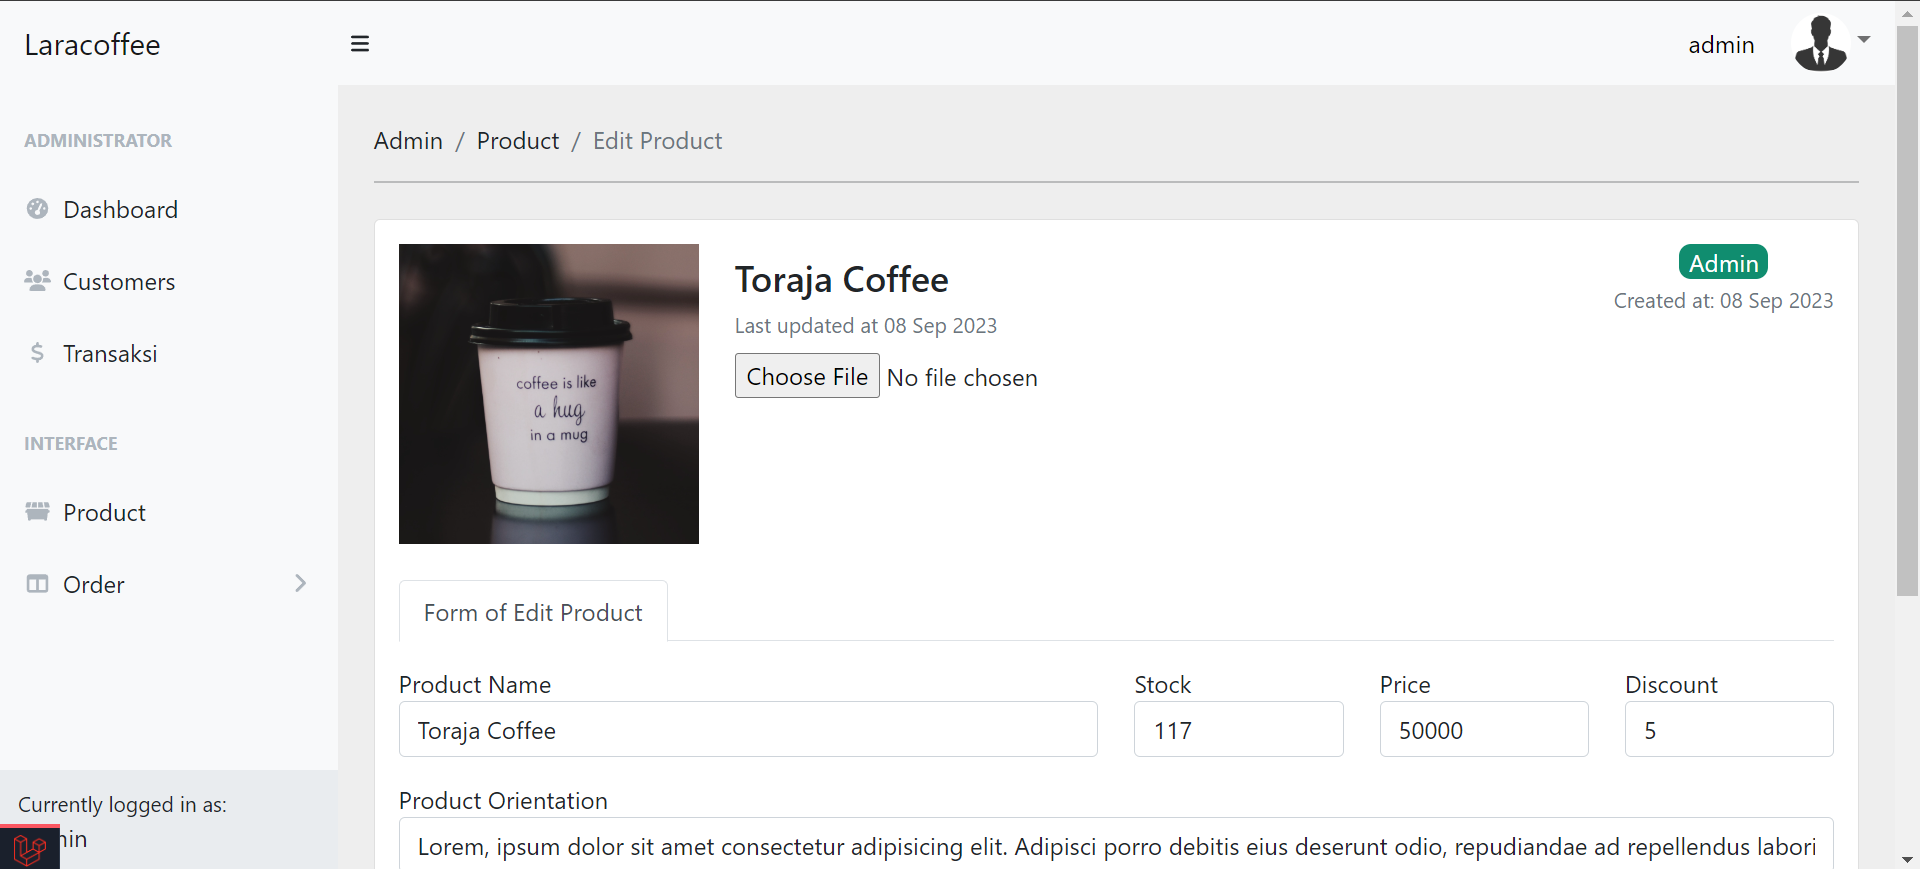 Laracoffee
admin
ADMINISTRATOR
Dashboard
Customers
Transaksi
INTERFACE
Product
Order
Currently logged in as:
min
Admin / Product / Edit Product
coffee is like
a hug
in a mug
Toraja Coffee
Last updated at 08 Sep 2023
Choose File No file chosen
Admin
Created at: 08 Sep 2023
Form of Edit Product
Product Name
Toraja Coffee
Stock
117
Price
50000
Discount
5
Product Orientation
Lorem, ipsum dolor sit amet consectetur adipisicing elit. Adipisci porro debitis eius deserunt odio, repudiandae ad repellendus labori